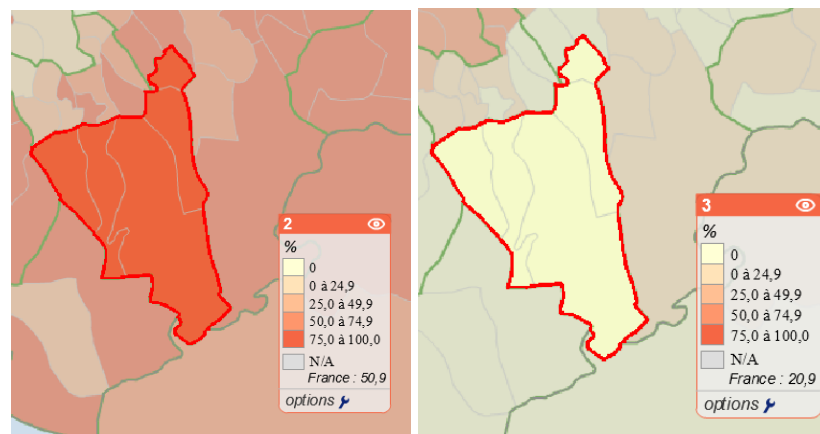 2
%
0
0 à 24,9
25,0 à 49,9
50,0 à 74,9
75,0 à 100,0
N/A
France : 50,9
options
3
%
0
0 à 24,9
25,0 à 49,9
50,0 à 74,9
75,0 à 100,0
N/A
France : 20,9
options